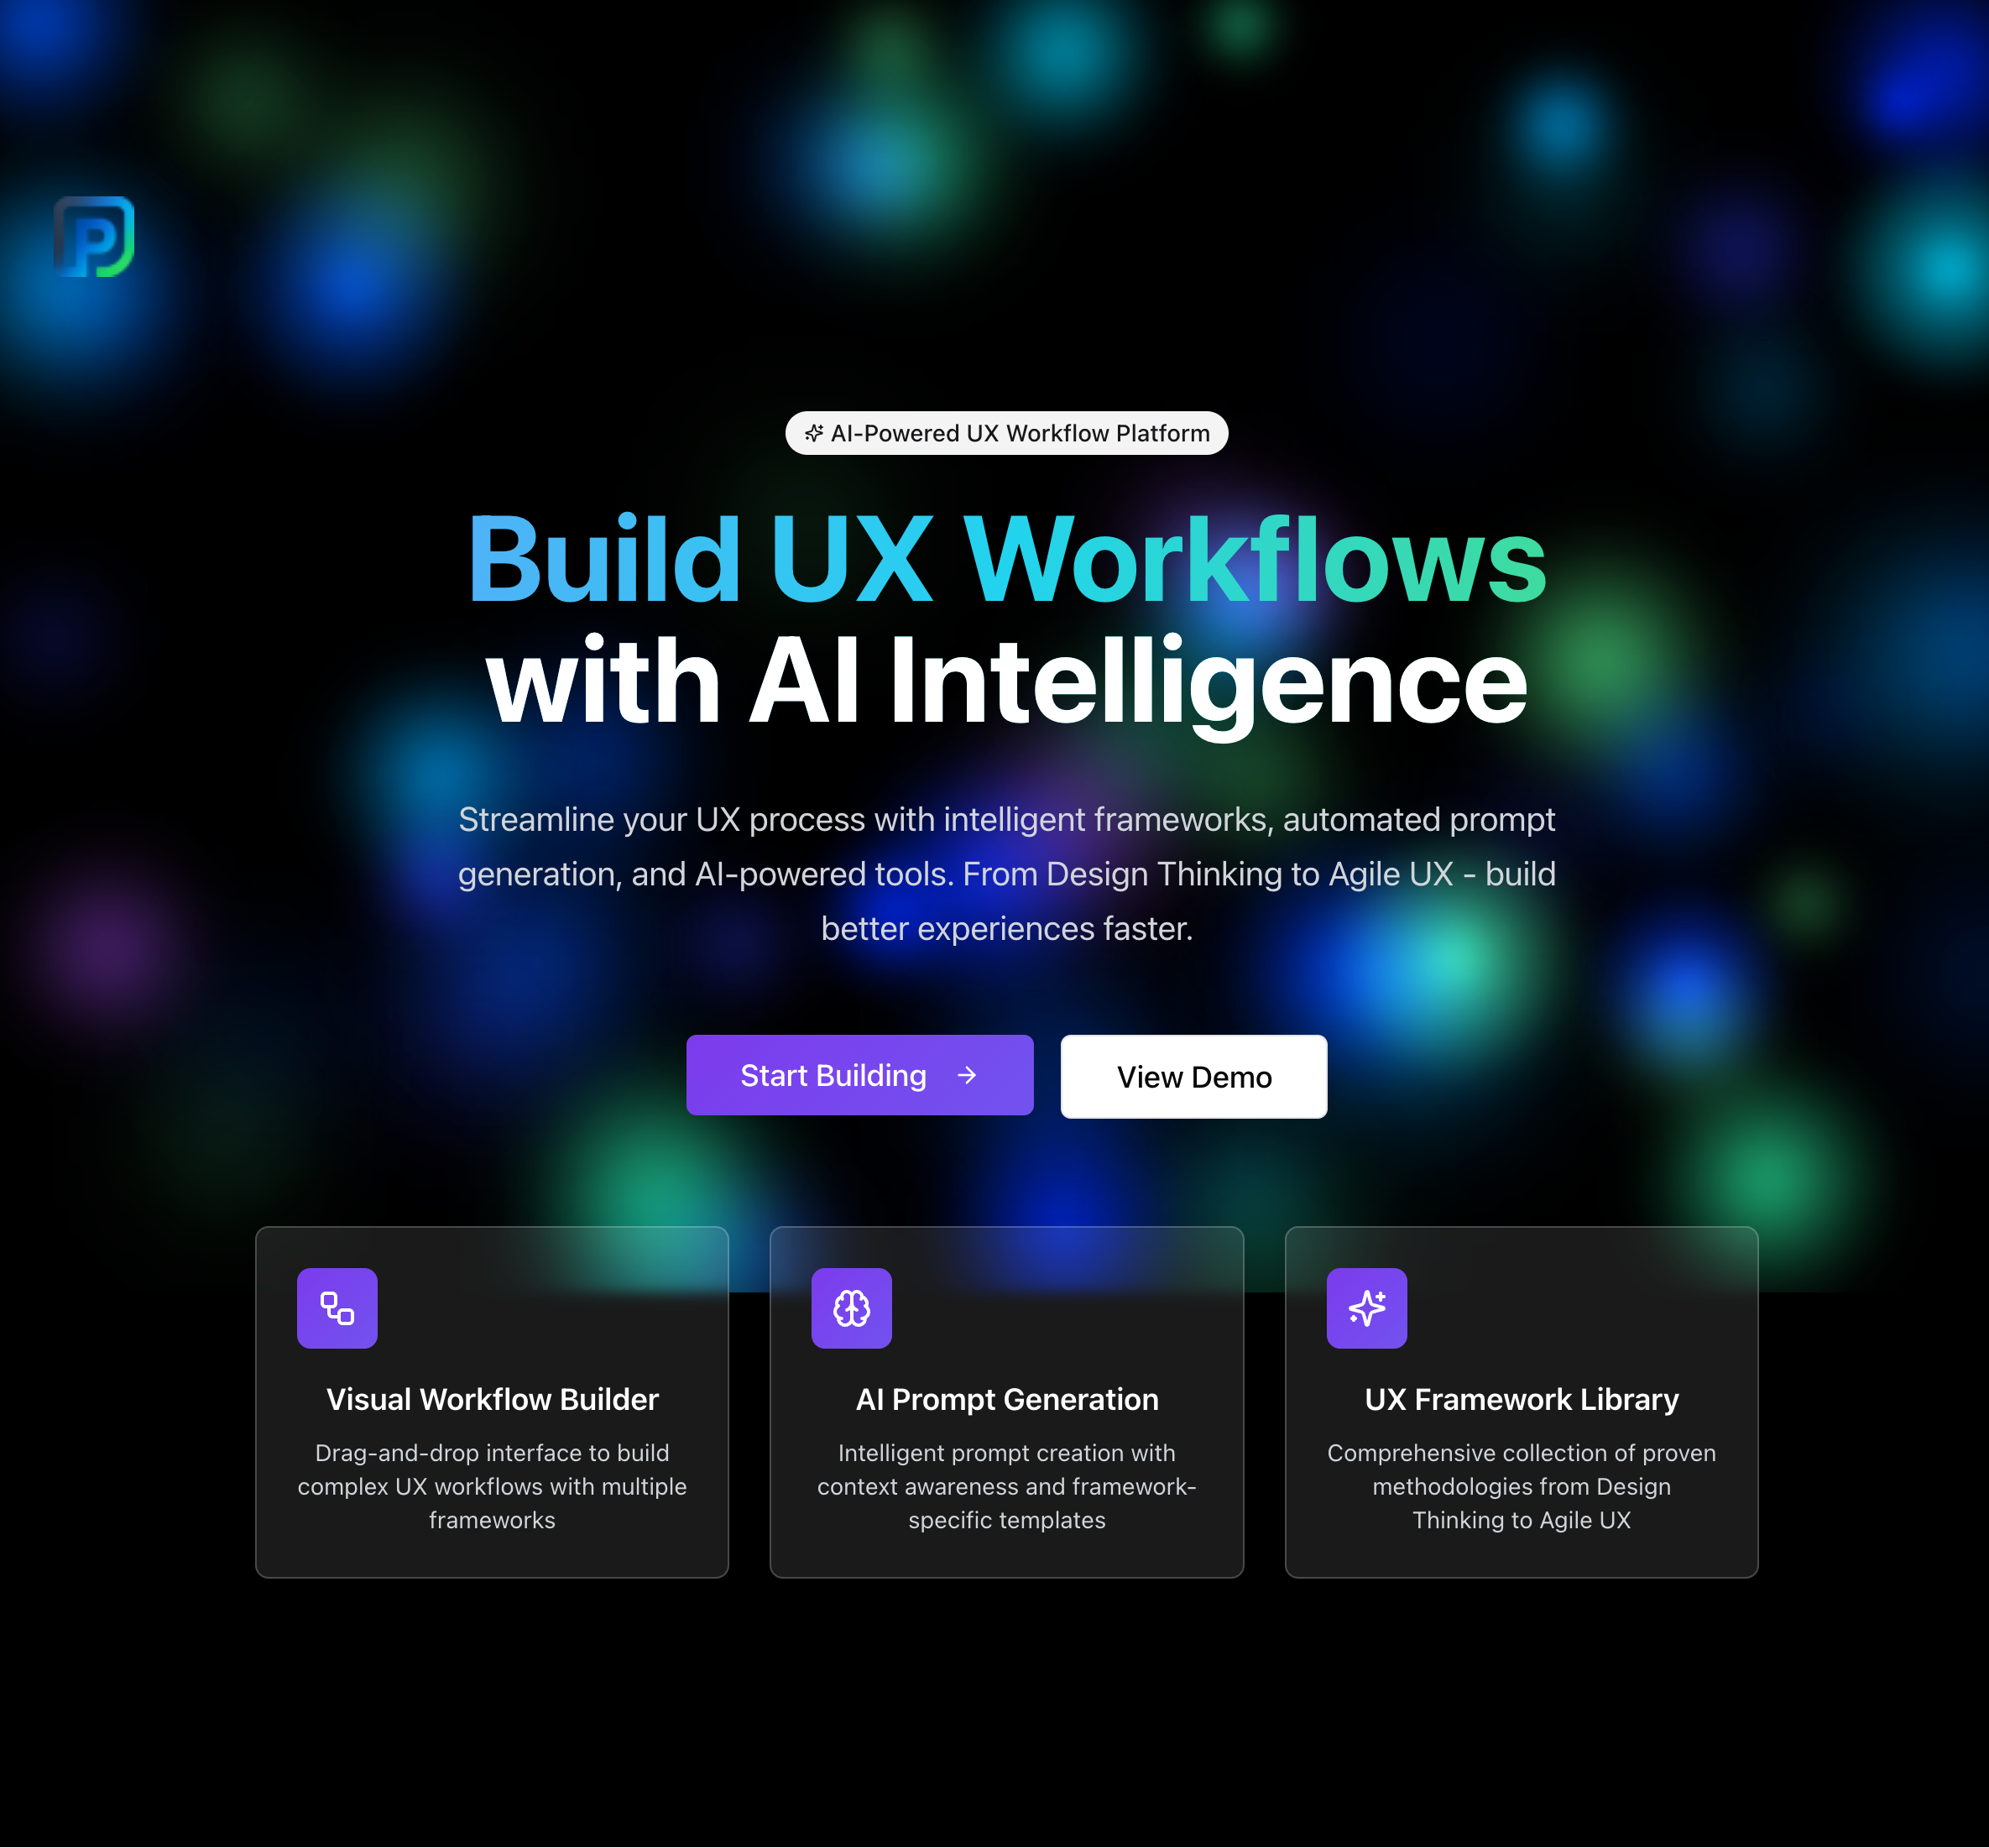 P
AI-Powered UX Workflow Platform
Build UX Workflows
with AI Intelligence
Streamline your UX process with intelligent frameworks, automated prompt
generation, and AI-powered tools. From Design Thinking to Agile UX - build
better experiences faster.
Start Building
View Demo
Visual Workflow Builder
Drag-and-drop interface to build
complex UX workflows with multiple
frameworks
AI Prompt Generation
Intelligent prompt creation with
context awareness and framework-
specific templates
UX Framework Library
Comprehensive collection of proven
methodologies from Design
Thinking to Agile UX